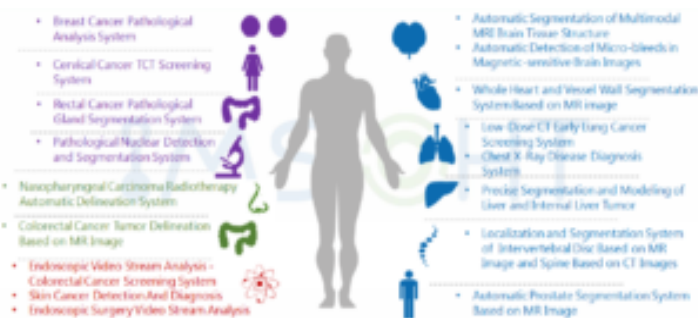 • Breast Cancer Pathological
Analysis System
• Cervical Cancer TCT Screening
System
• Rectal Cancer Pathological
Gland Segmentation System
• Pathological Nuclear Detection
and Segmentation System
• Nasopharyngeal Carcinoma Radiotherapy
Automatic Delineation System
• Colorectal Cancer Tumor Delineation
Based on MR Image
• Endoscopic Video Stream Analysis -
Colorectal Cancer Screening System
• Skin Cancer Detection And Diagnosis
• Endoscopic Surgery Video Stream Analysis
• Automatic Segmentation of Multimodal
MRI Brain Tissue Structure
• Automatic Detection of Micro-bleeds in
Magnetic-sensitive Brain Images
• Whole Heart and Vessel Wall Segmentation
System Based on MR image
• Low-Dose CT Early Lung Cancer
Screening System
• Chest X-Ray Disease Diagnosis
System
• Precise Segmentation and Modeling of
Liver and Internal Liver Tumor
• Localization and Segmentation System
of Intervertebral Disc Based on MR
Image and Spine Based on CT Images
• Automatic Prostate Segmentation System
Based on MR Image